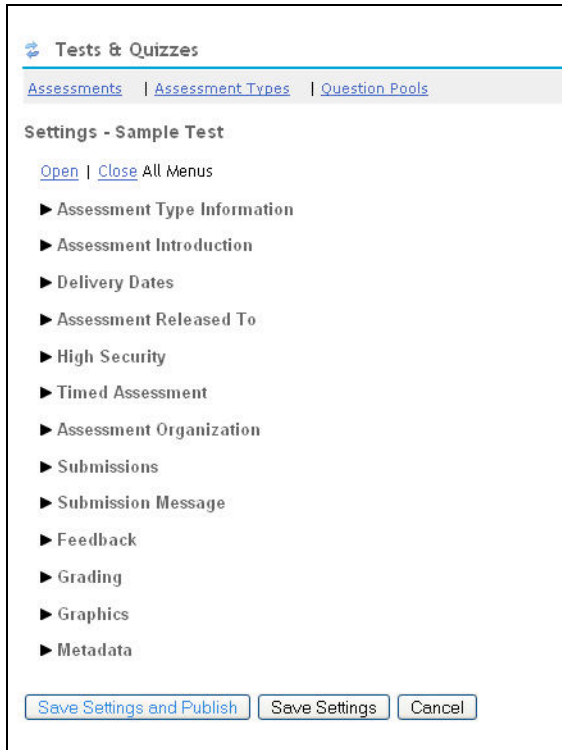 Tests & Quizzes
Assessments | Assessment Types | Question Pools
Settings - Sample Test
Open | Close All Menus
Assessment Type Information
Assessment Introduction
Delivery Dates
Assessment Released To
High Security
Timed Assessment
Assessment Organization
Submissions
Submission Message
Feedback
Grading
Graphics
Metadata
Save Settings and Publish Save Settings Cancel